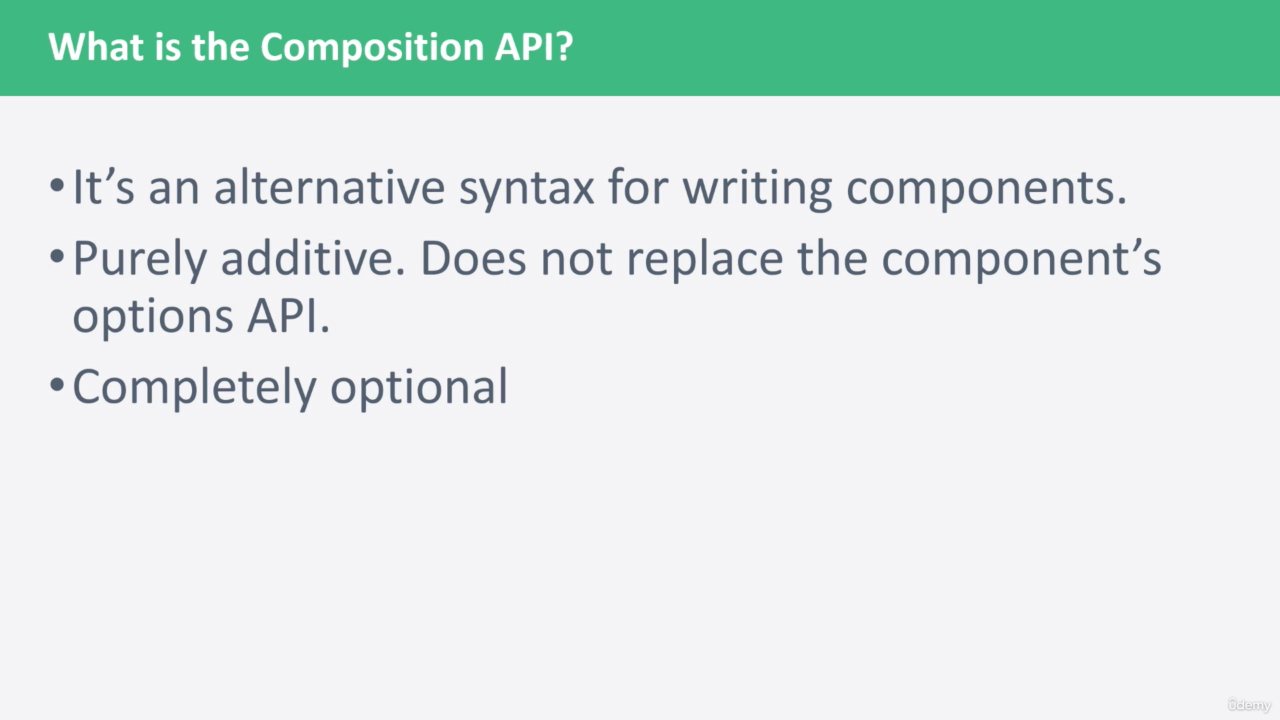 What is the Composition API?
•It’s an alternative syntax for writing components.
•Purely additive. Does not replace the component’s
options API.
•Completely optional
ûdemy